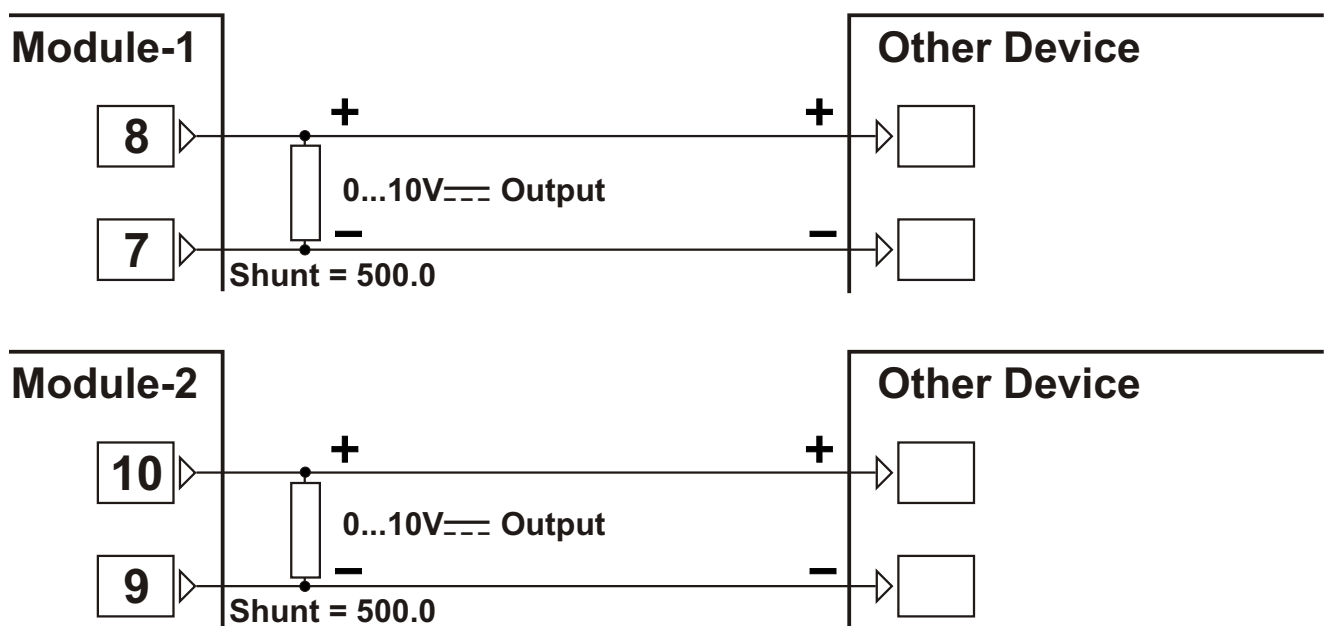 Module-1
Other Device
+
+
8
0...10V⎓ Output
7
−
−
Shunt = 500.0
Module-2
Other Device
+
+
10
0...10V⎓ Output
9
−
−
Shunt = 500.0